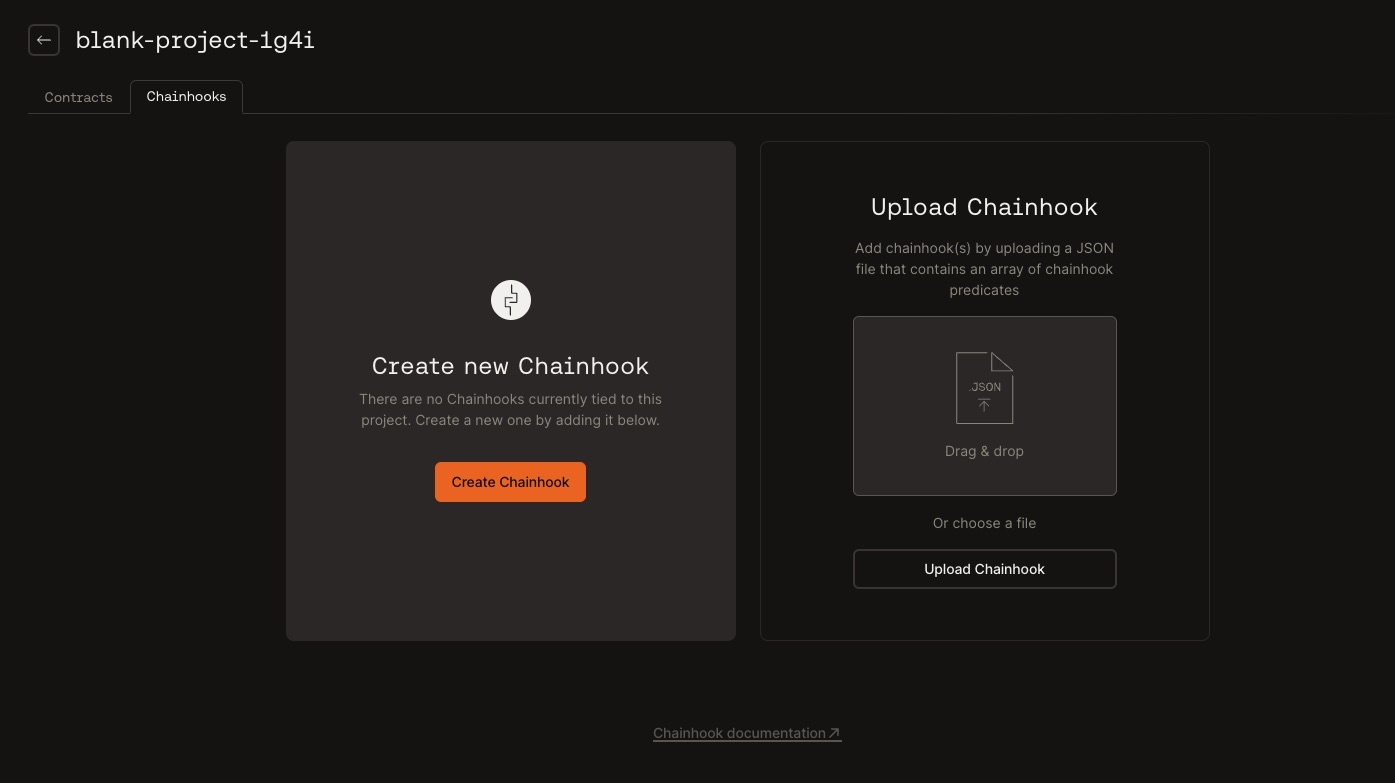 blank-project-1g4i
Contracts
Chainhooks
Create new Chainhook
There are no Chainhooks currently tied to this
project. Create a new one by adding it below.
Create Chainhook
Upload Chainhook
Add chainhook(s) by uploading a JSON
file that contains an array of chainhook
predicates
.JSON
Drag & drop
Or choose a file
Upload Chainhook
Chainhook documentation